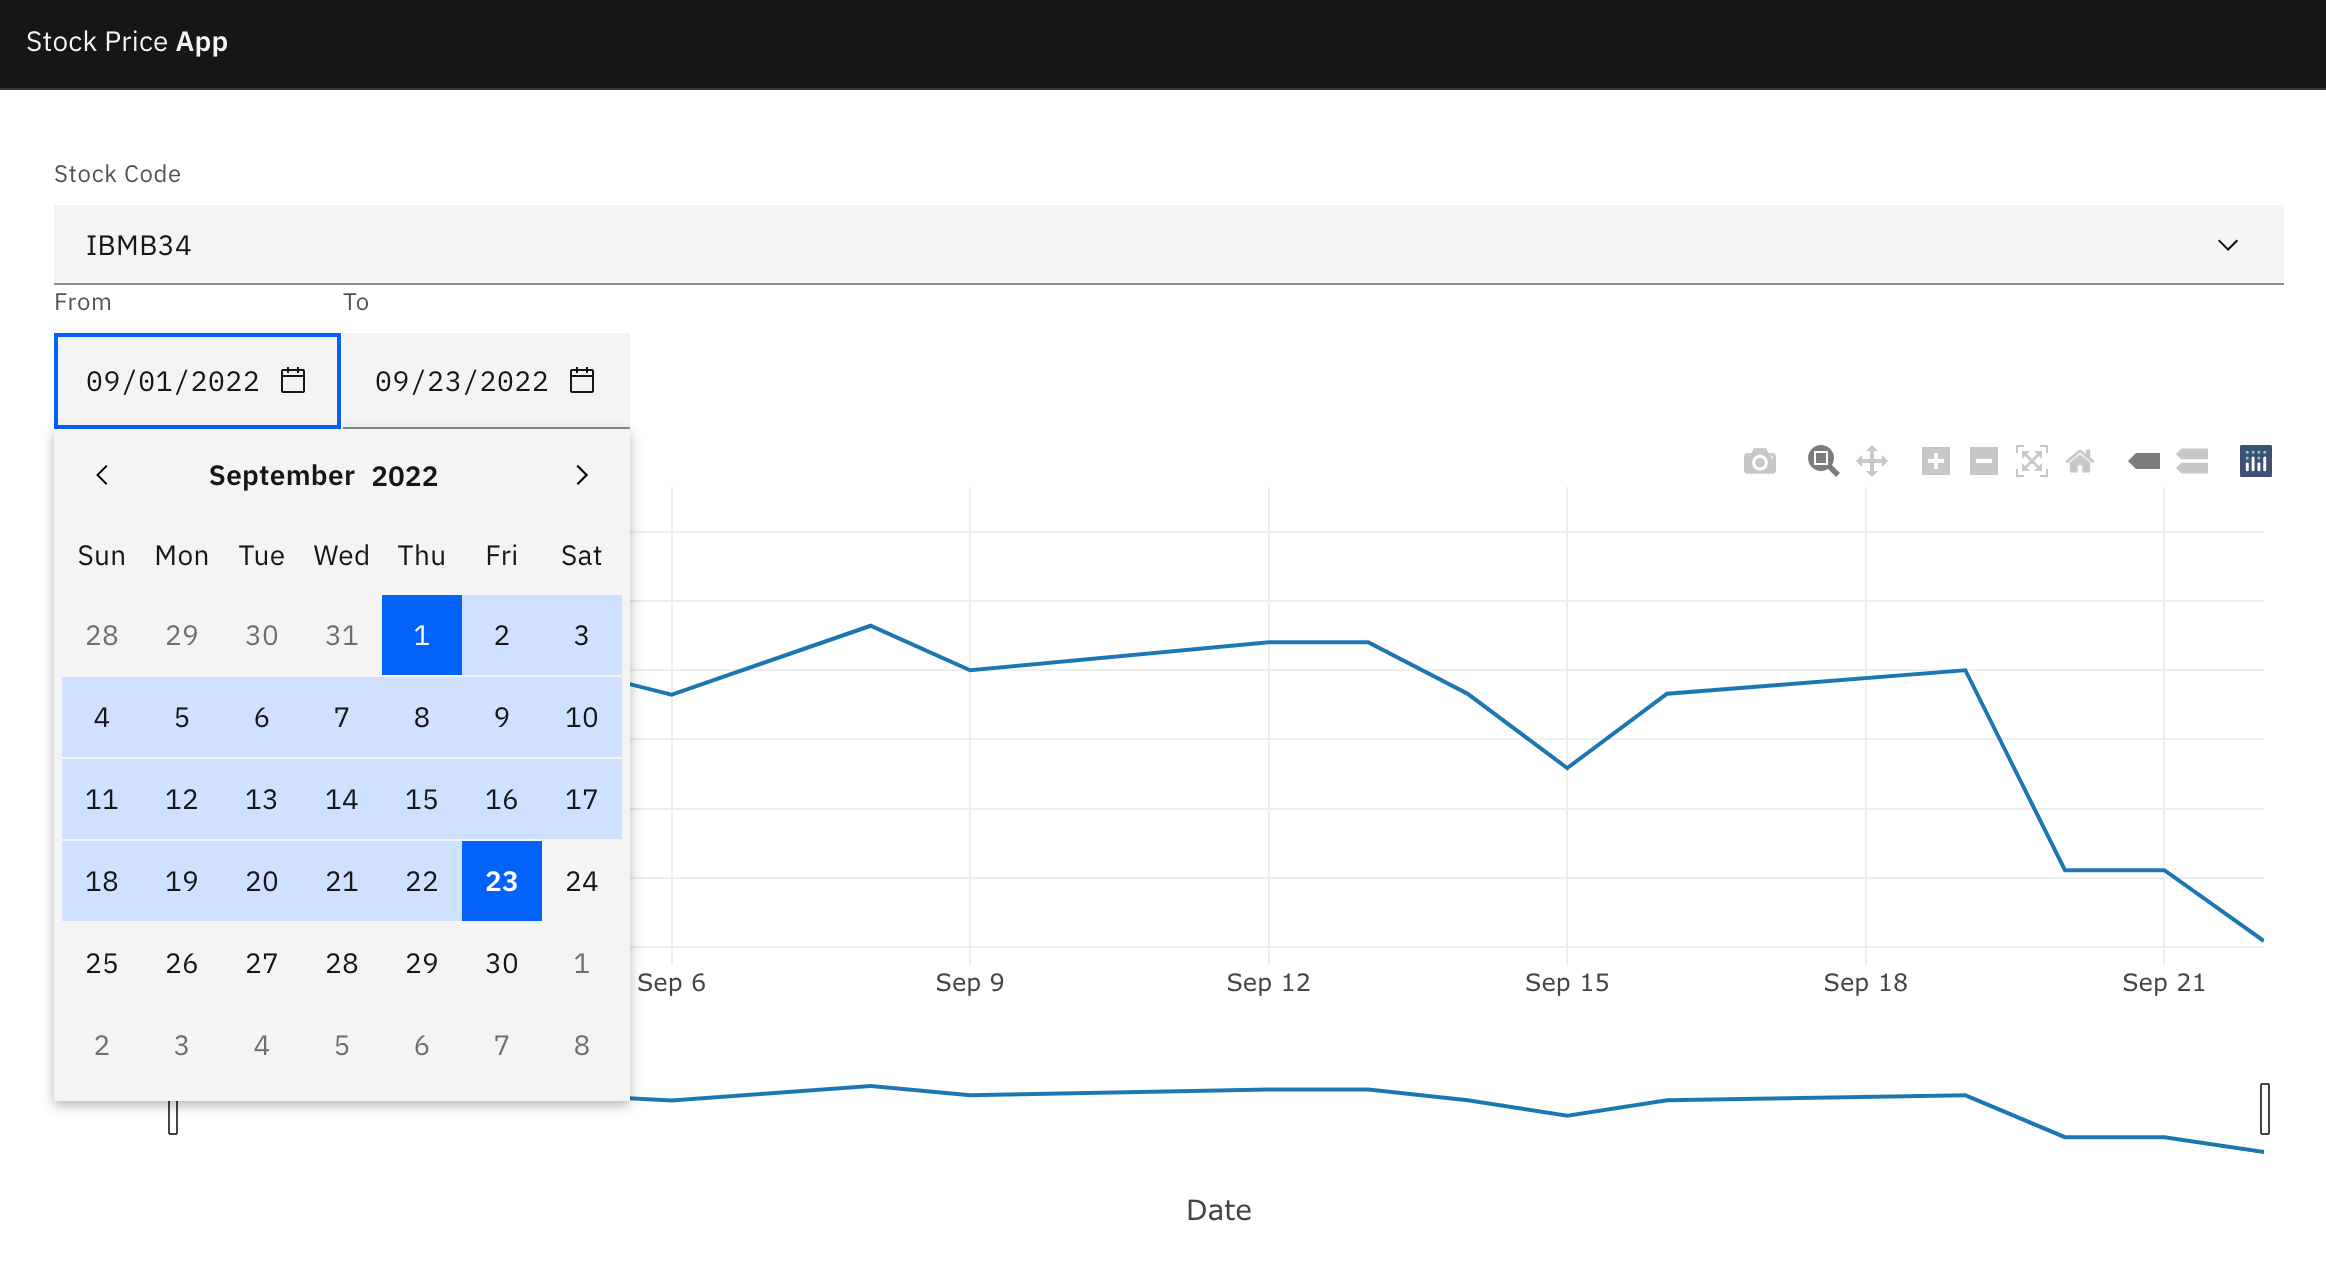 Stock Price App
Stock Code
IBMB34
From To
09/01/2022 09/23/2022
September 2022
Sun Mon Tue Wed Thu Fri Sat
28 29 30 31 1 2 3
4 5 6 7 8 9 10
11 12 13 14 15 16 17
18 19 20 21 22 23 24
25 26 27 28 29 30 1
2 3 4 5 6 7 8
Sep 6 Sep 9 Sep 12 Sep 15 Sep 18 Sep 21
Date